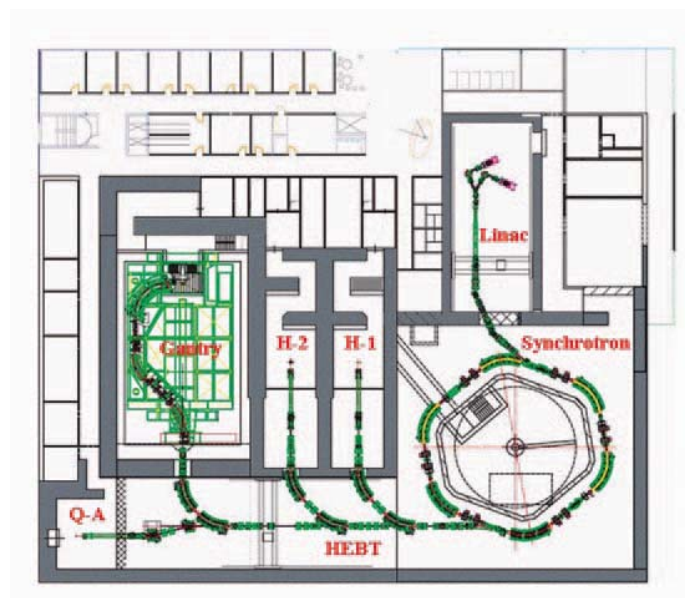 Linac
Gantry
H-2
H-1
Synchrotron
Q-A
HEBT